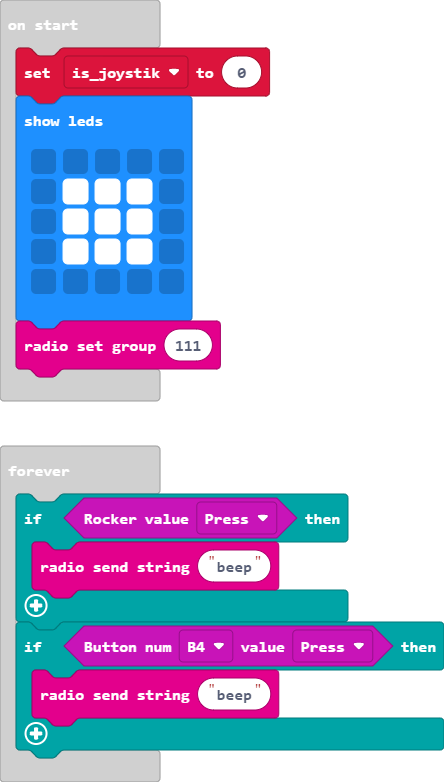 on start
set is_joystik to 0
show leds
radio set group 111
forever
if Rocker value Press then
radio send string "beep"
if Button num B4 value Press then
radio send string "beep"